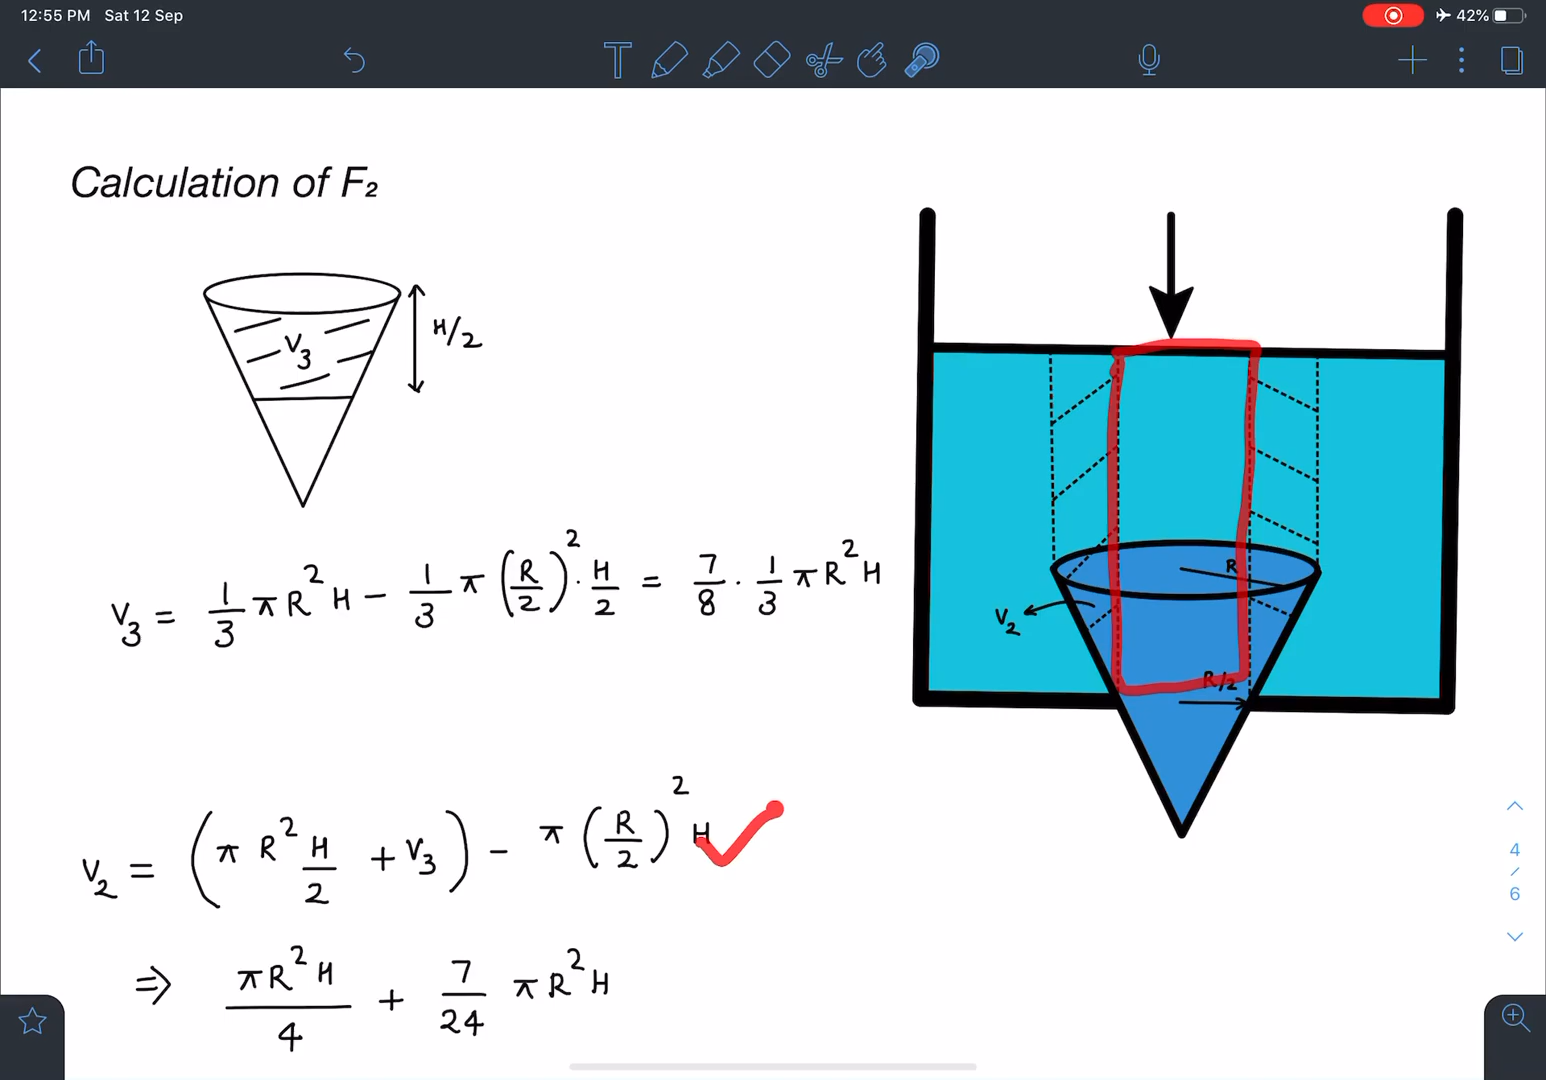 12:55 PM Sat 12 Sep
42%
Calculation of F₂
V₃
H/2
V₃ = 1/3 πR²H − 1/3 π (R/2)² · H/2 = 7/8 · 1/3 πR²H
R
V₂
R/2
V₂ = (π R² H/2 + V₃) − π (R/2)² H
⇒ πR²H/4 + 7/24 πR²H
4
/
6